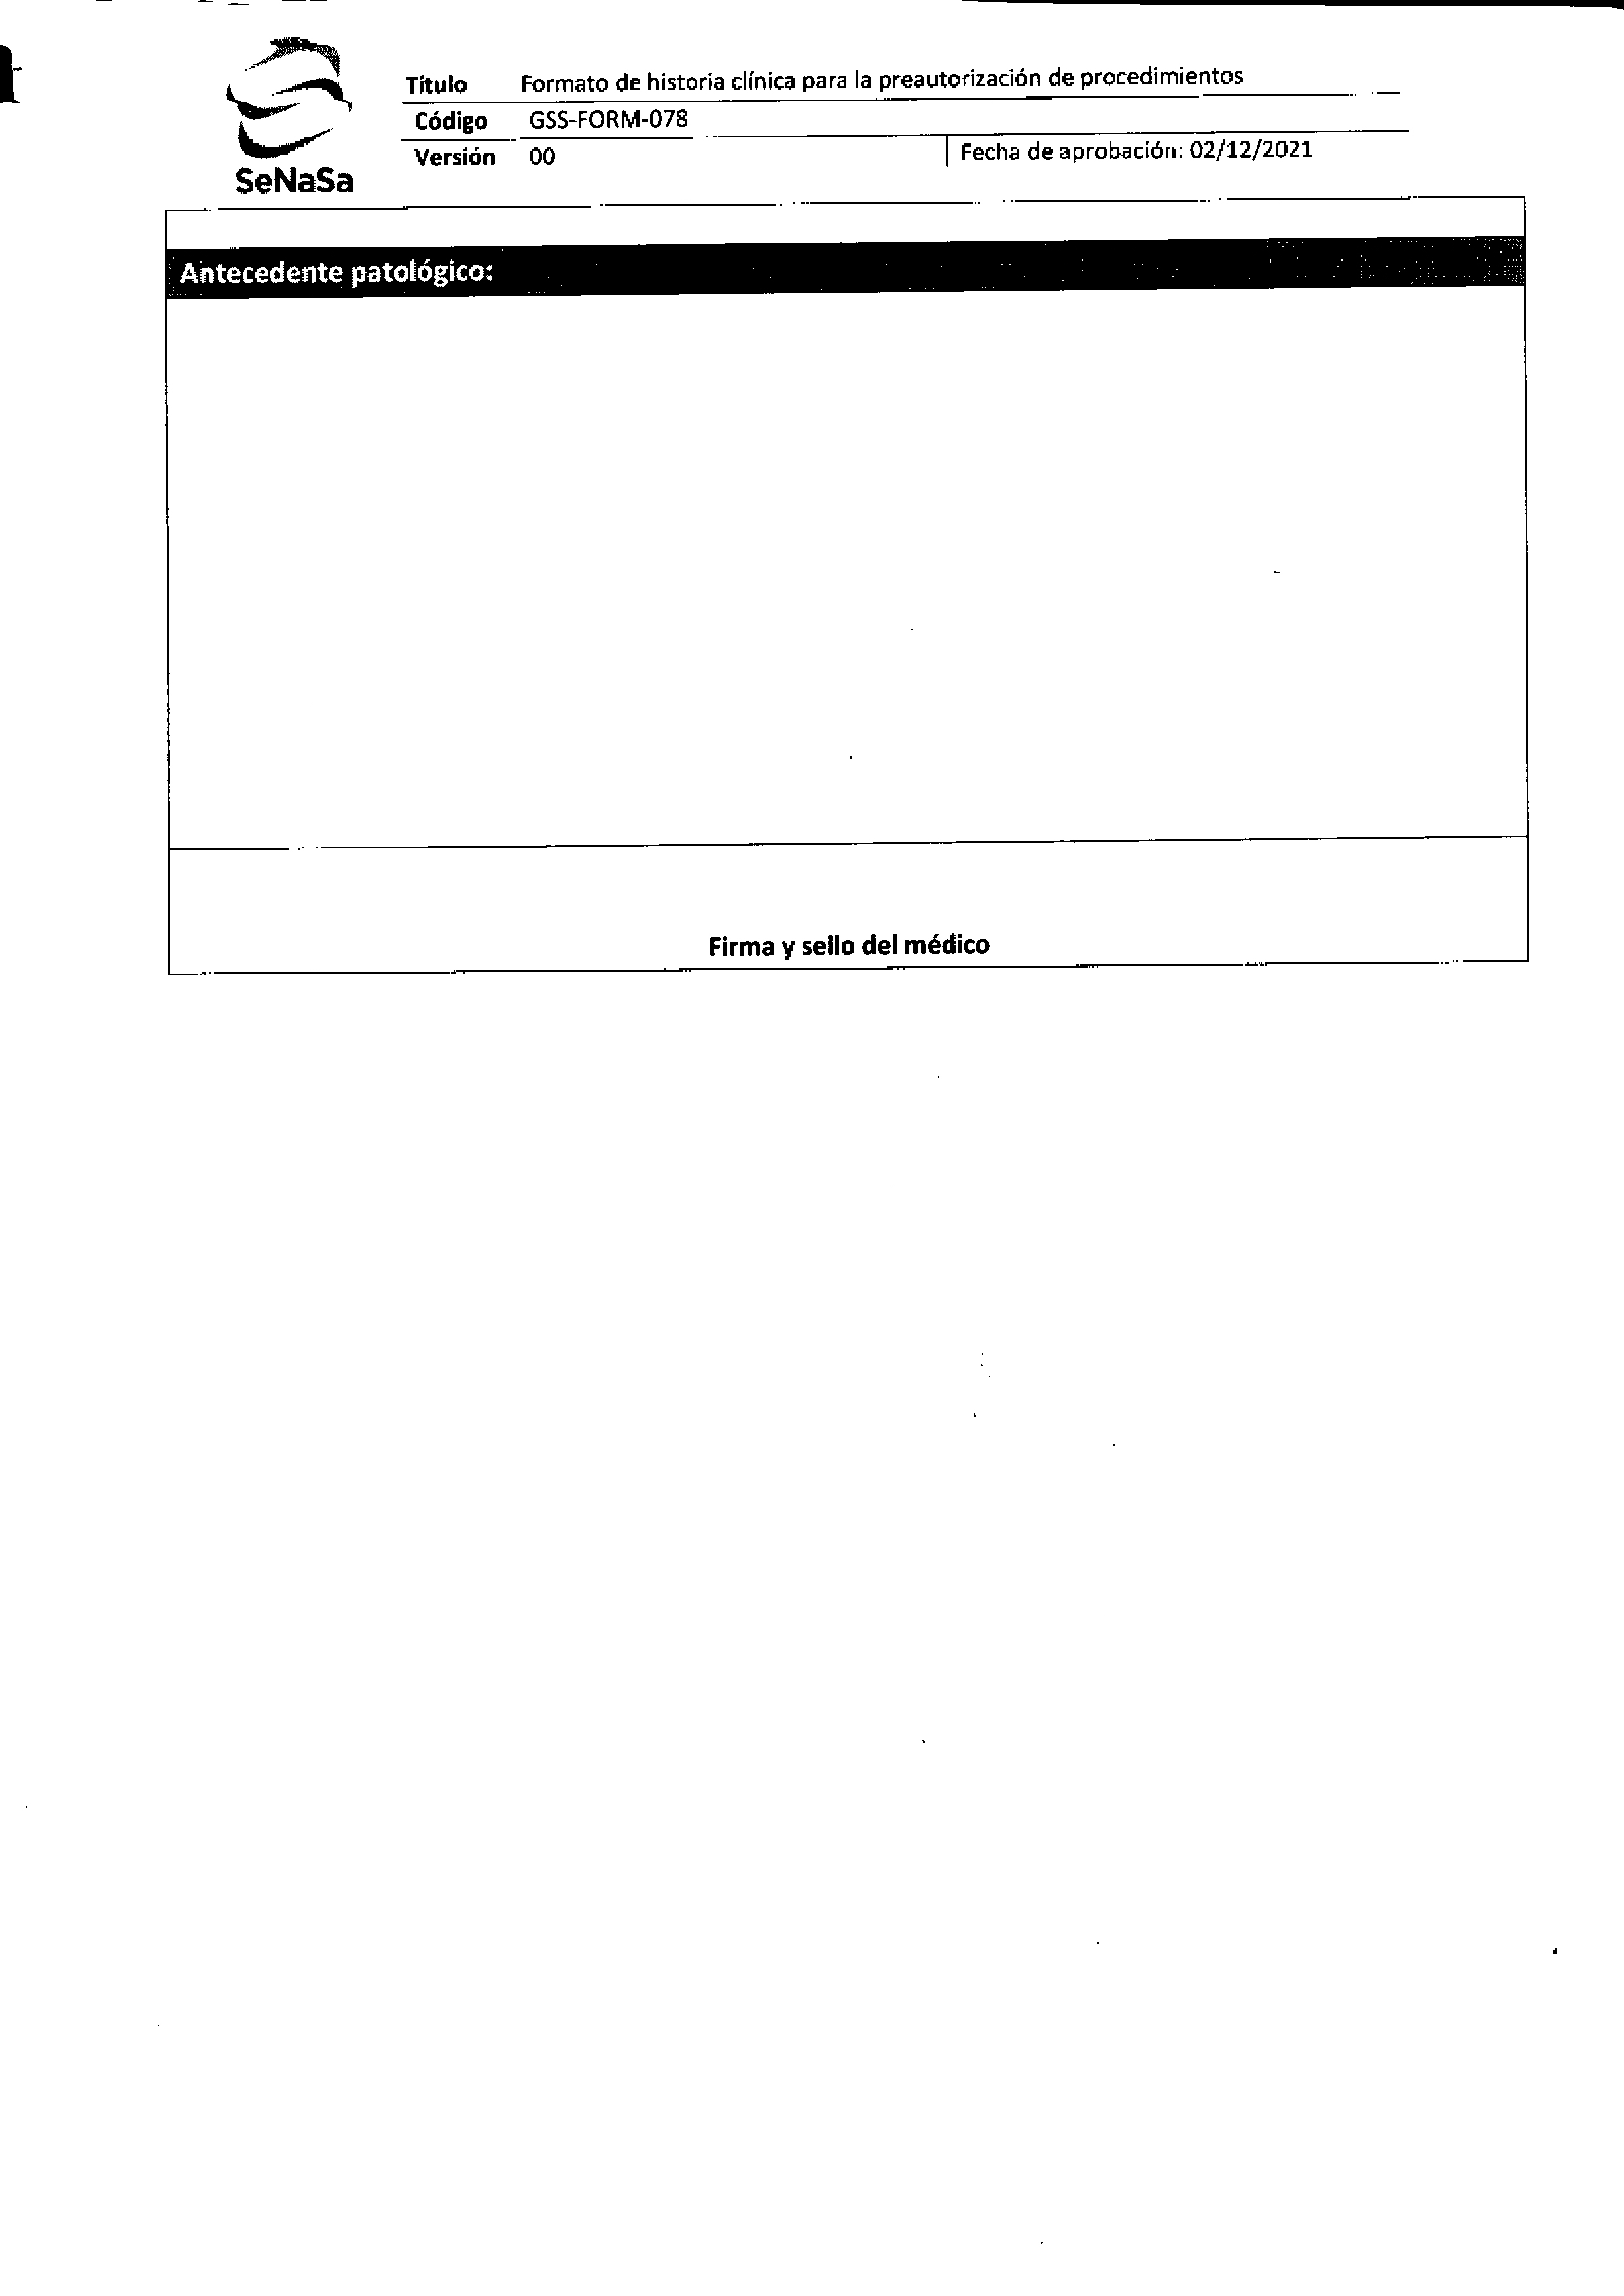 SeNaSa
Título Formato de historia clínica para la preautorización de procedimientos
Código GSS-FORM-078
Versión 00 Fecha de aprobación: 02/12/2021
Antecedente patológico:
Firma y sello del médico